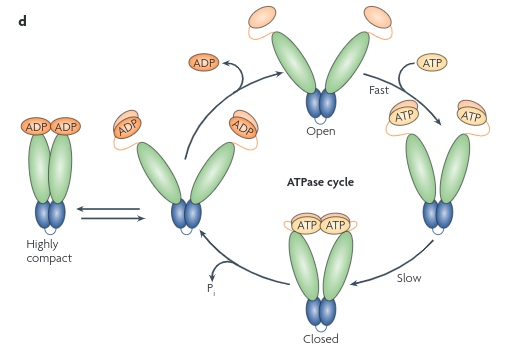 d
ADP
ATP
Fast
Open
ADP ADP
ADP
ADP
ATP
ATP
ATPase cycle
Highly
compact
ATP ATP
Slow
Pi
Closed